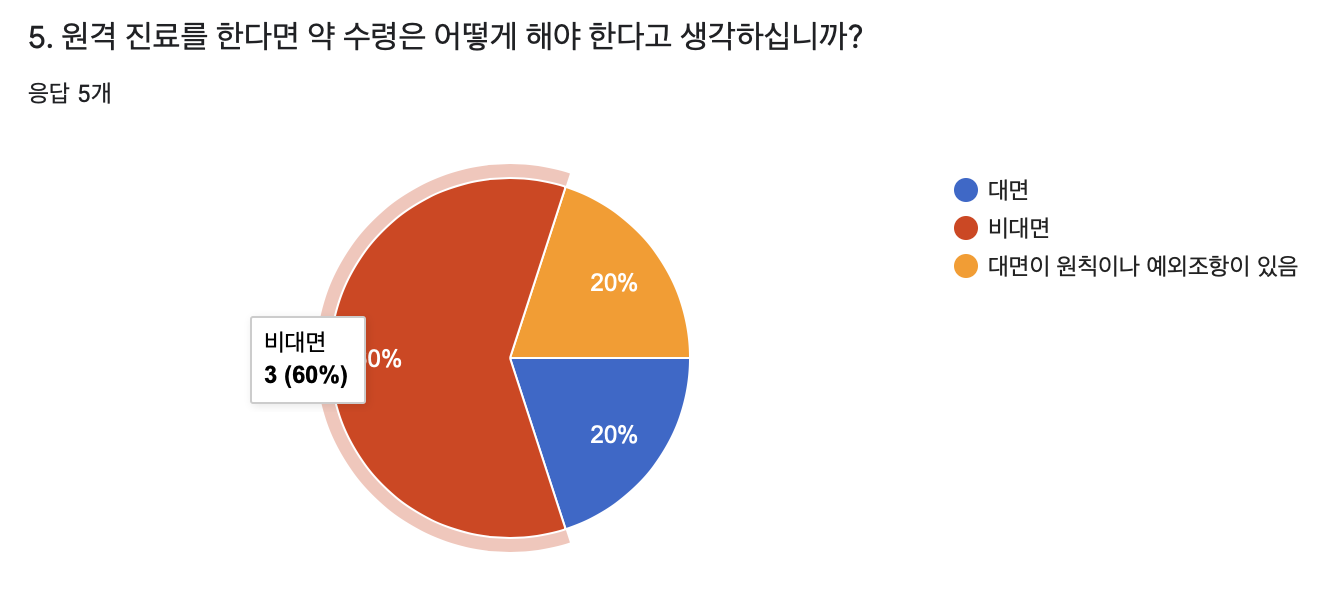 5. 원격 진료를 한다면 약 수령은 어떻게 해야 한다고 생각하십니까?
응답 5개
대면
비대면
대면이 원칙이나 예외조항이 있음
20%
비대면
3 (60%)
0%
20%